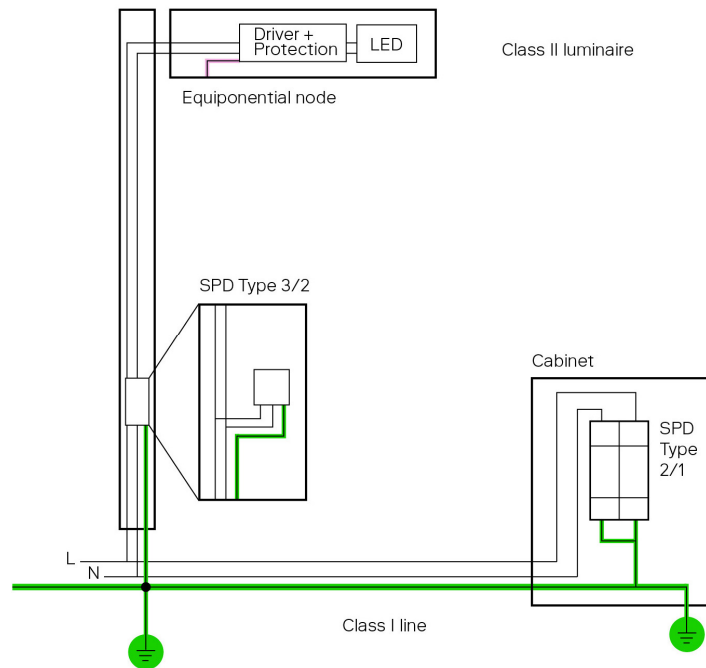 Driver +
Protection
LED
Class II luminaire
Equiponential node
SPD Type 3/2
Cabinet
SPD
Type
2/1
L
N
Class I line